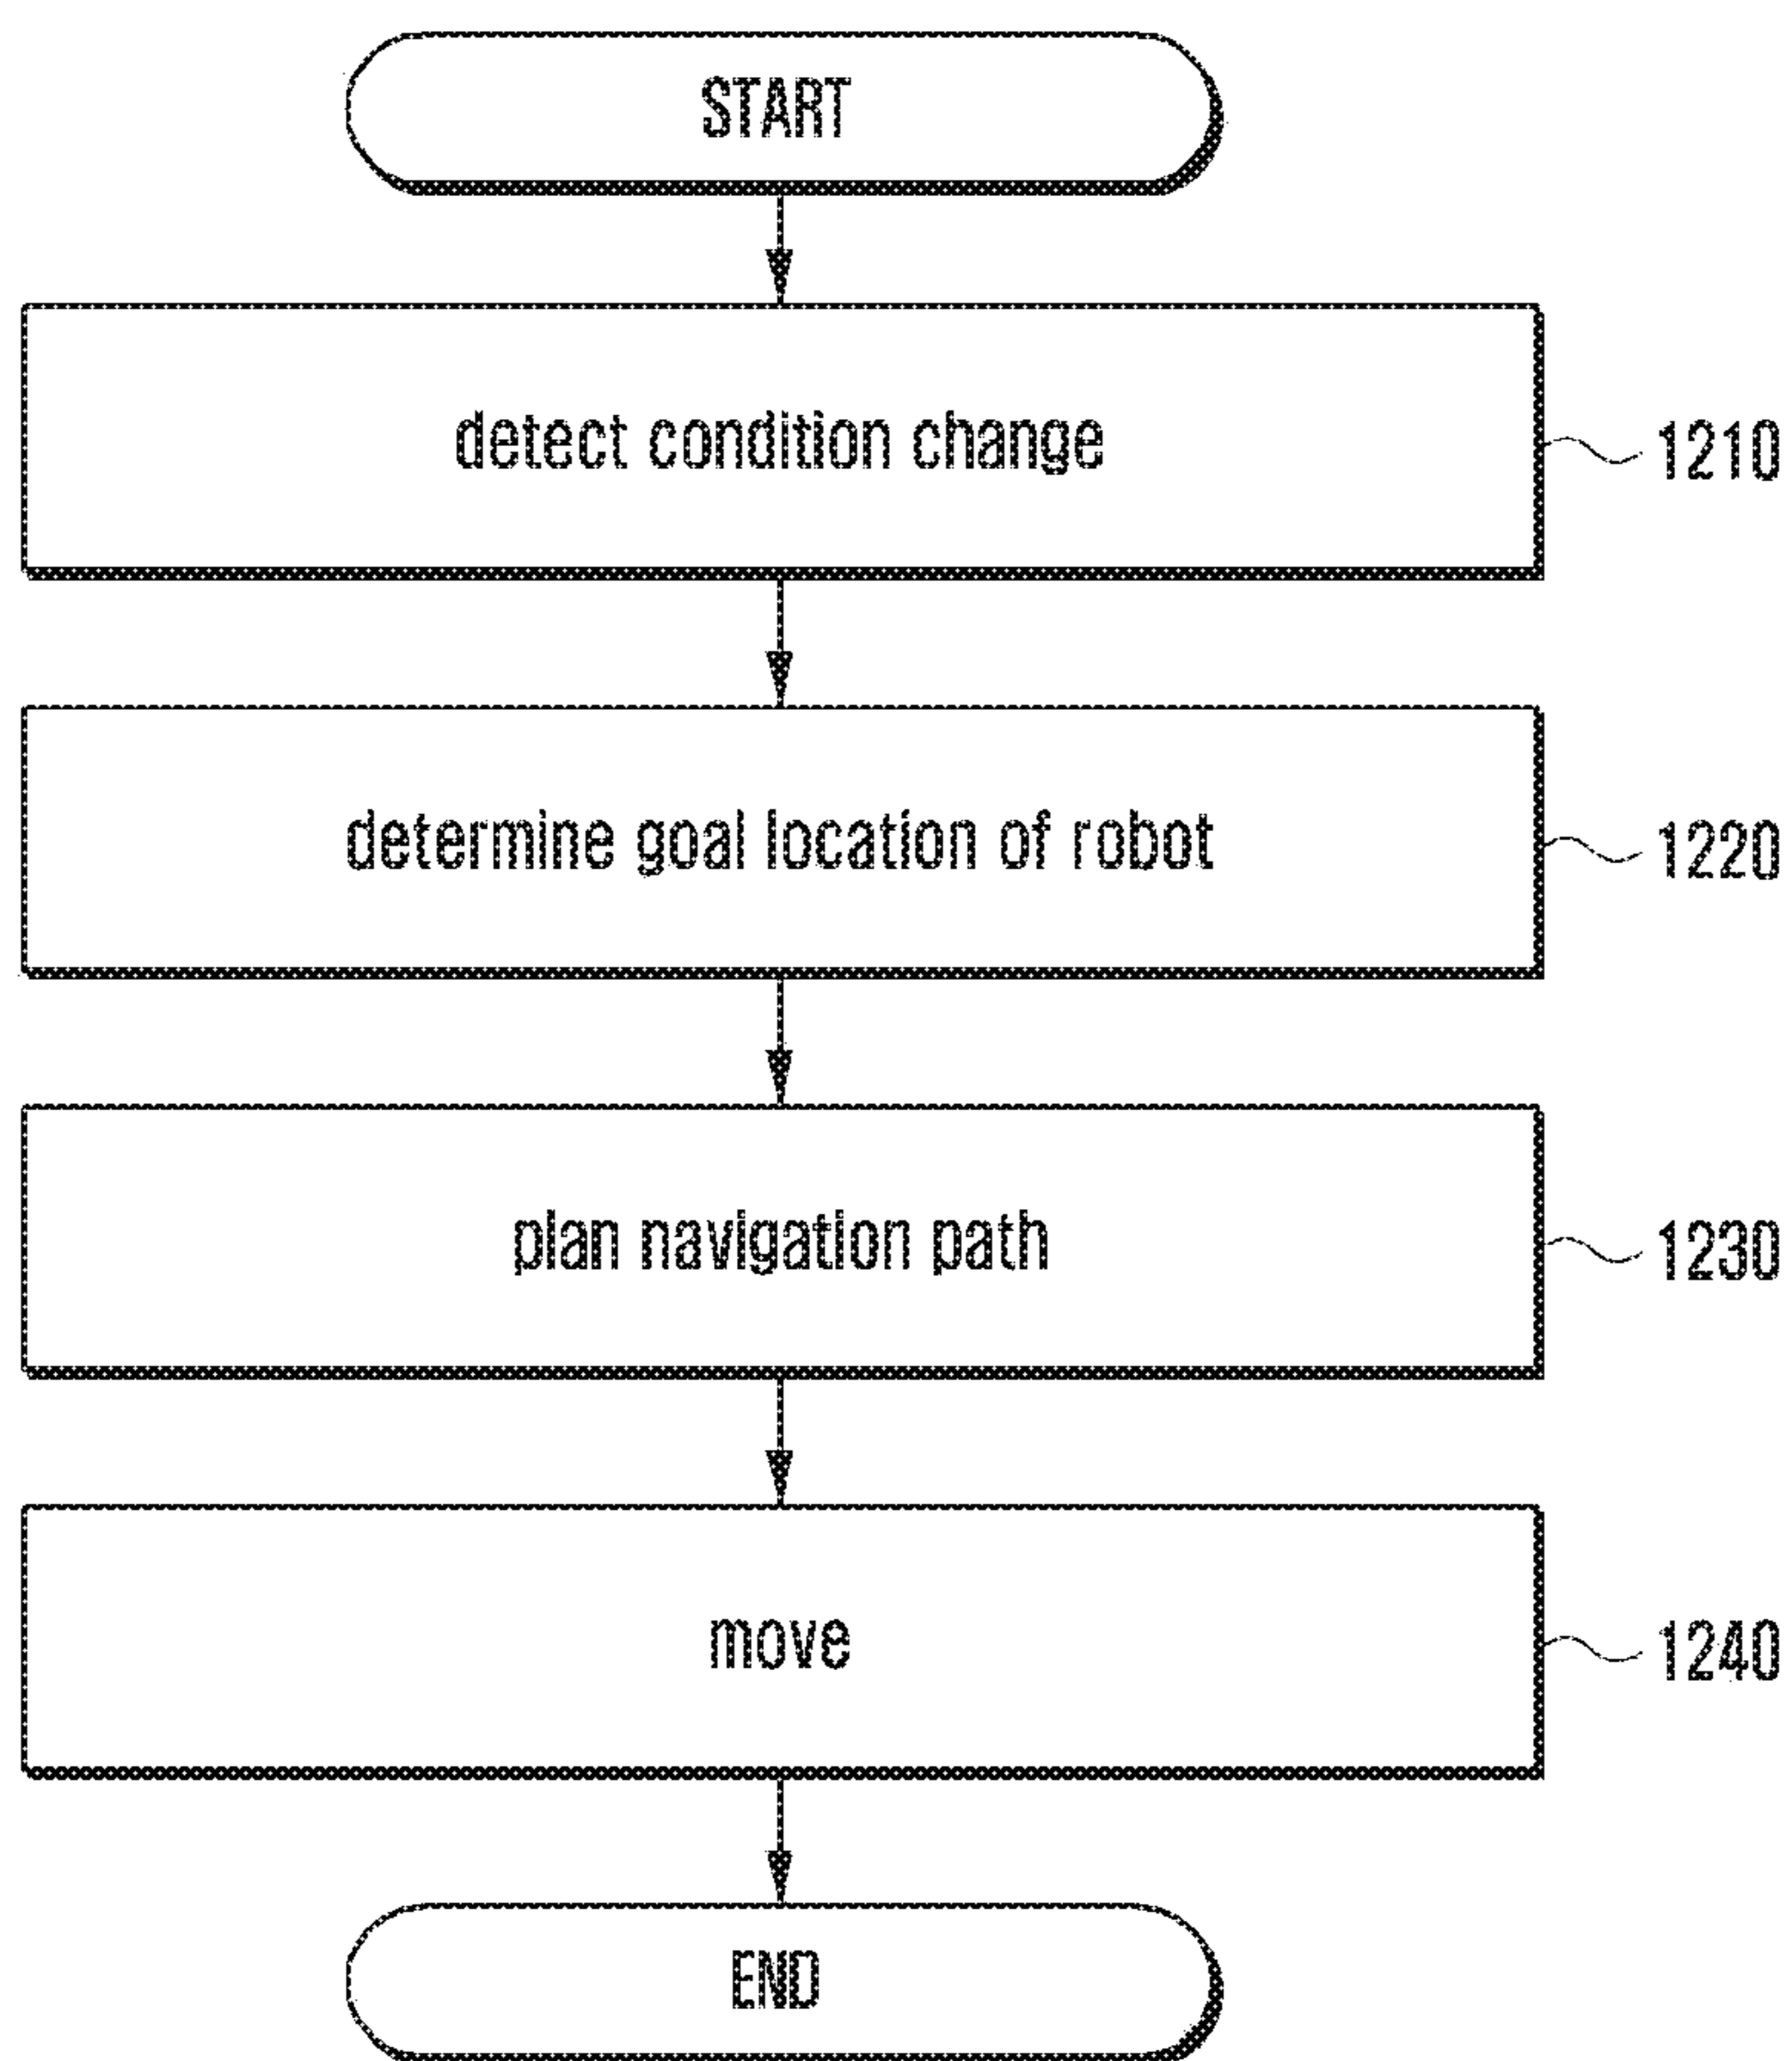 START
detect condition change
1210
determine goal location of robot
1220
plan navigation path
1230
move
1240
END